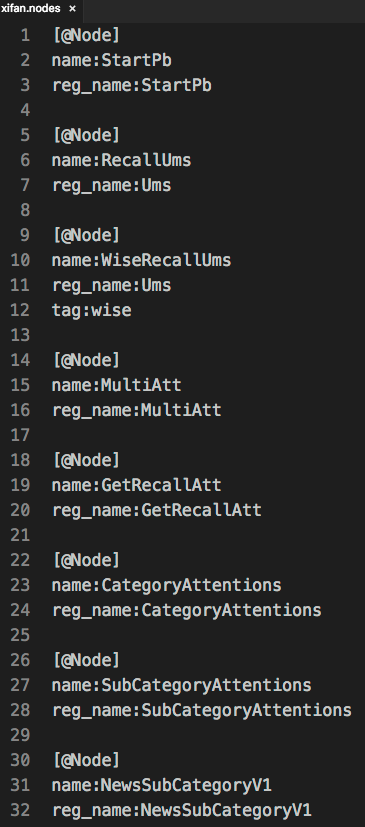 xifan.nodes ×
1 [@Node]
2 name:StartPb
3 reg_name:StartPb
4
5 [@Node]
6 name:RecallUms
7 reg_name:Ums
8
9 [@Node]
10 name:WiseRecallUms
11 reg_name:Ums
12 tag:wise
13
14 [@Node]
15 name:MultiAtt
16 reg_name:MultiAtt
17
18 [@Node]
19 name:GetRecallAtt
20 reg_name:GetRecallAtt
21
22 [@Node]
23 name:CategoryAttentions
24 reg_name:CategoryAttentions
25
26 [@Node]
27 name:SubCategoryAttentions
28 reg_name:SubCategoryAttentions
29
30 [@Node]
31 name:NewsSubCategoryV1
32 reg_name:NewsSubCategoryV1